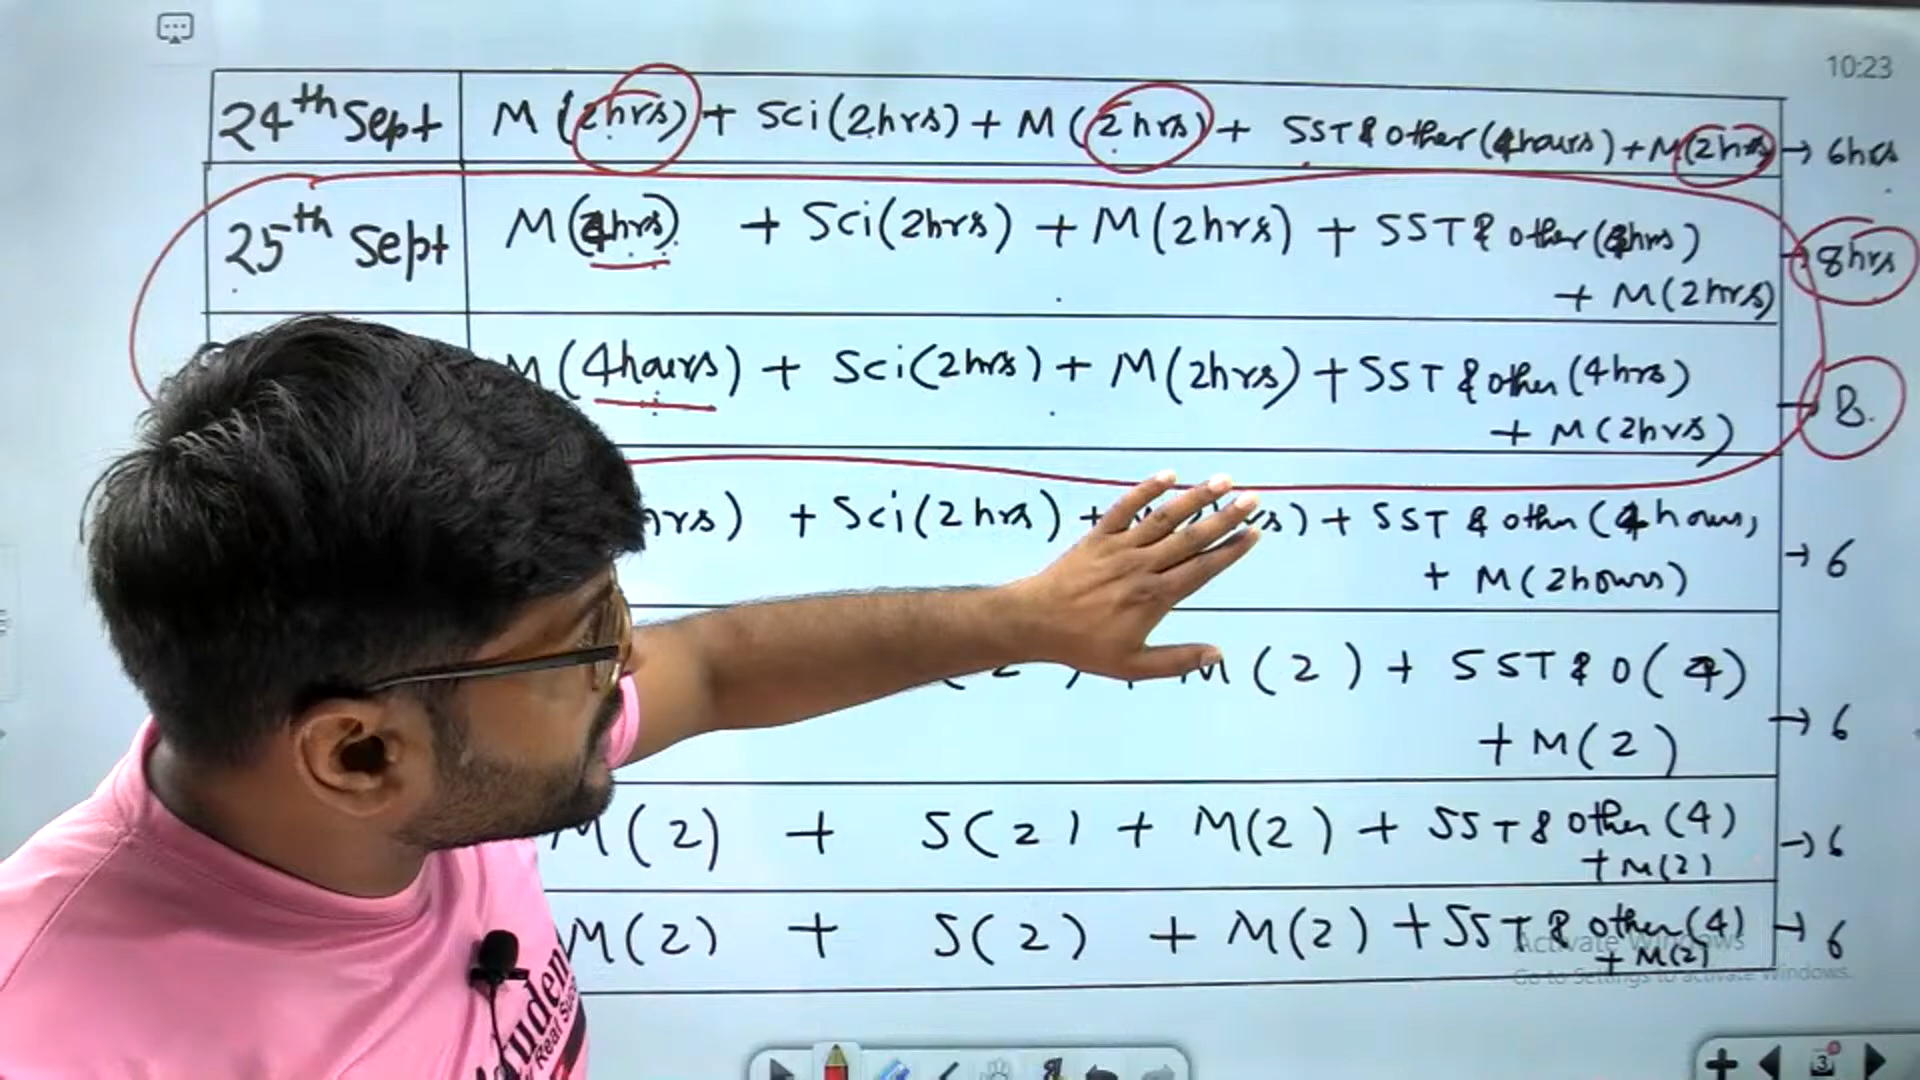 10:23
24th Sept M (2hrs) + Sci (2hrs) + M (2hrs) + SST & Other (4hours) + M (2hrs) → 6hrs
25th Sept M (4hrs) + Sci (2hrs) + M (2hrs) + SST & other (4hrs) → 8hrs
+ M (2hrs)
M (4hours) + Sci (2hrs) + M (2hrs) + SST & other (4hrs) → 8
+ M (2hrs)
hrs) + Sci (2hrs) + SST & other (4 hours) → 6
+ M (2hours)
M (2) + SST & O (4) → 6
+ M (2)
M (2) + S (2) + M (2) + SST & other (4) → 6
+ M (2)
M (2) + S (2) + M (2) + SST & other (4) → 6
+ M (2)
Activate Windows
Go to Settings to activate Windows.
3